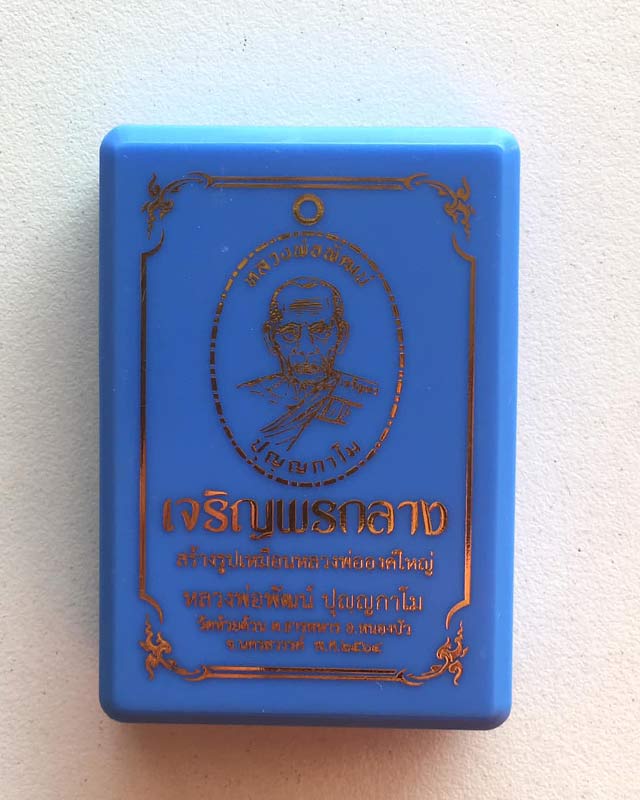 หลวงพ่อพัฒน์
ปุญญกาโม
เจริญพรกลาง
สร้างรูปเหมือนหลวงพ่อองค์ใหญ่
หลวงพ่อพัฒน์ ปุญญกาโม
วัดห้วยด้วน ต.ธารทหาร อ.หนองบัว
จ.นครสวรรค์ พ.ศ.๒๕๖๔